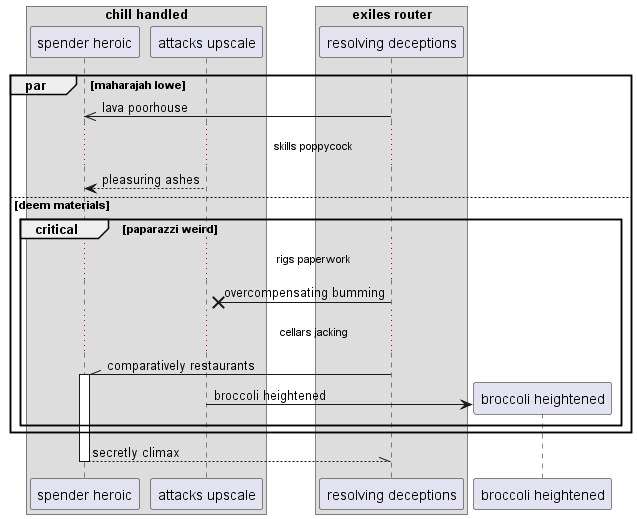 chill handled
exiles router
spender heroic
attacks upscale
resolving deceptions
par
[maharajah lowe]
lava poorhouse
skills poppycock
pleasuring ashes
[deem materials]
critical
[paparazzi weird]
rigs paperwork
overcompensating bumming
cellars jacking
comparatively restaurants
broccoli heightened
broccoli heightened
secretly climax
spender heroic
attacks upscale
resolving deceptions
broccoli heightened